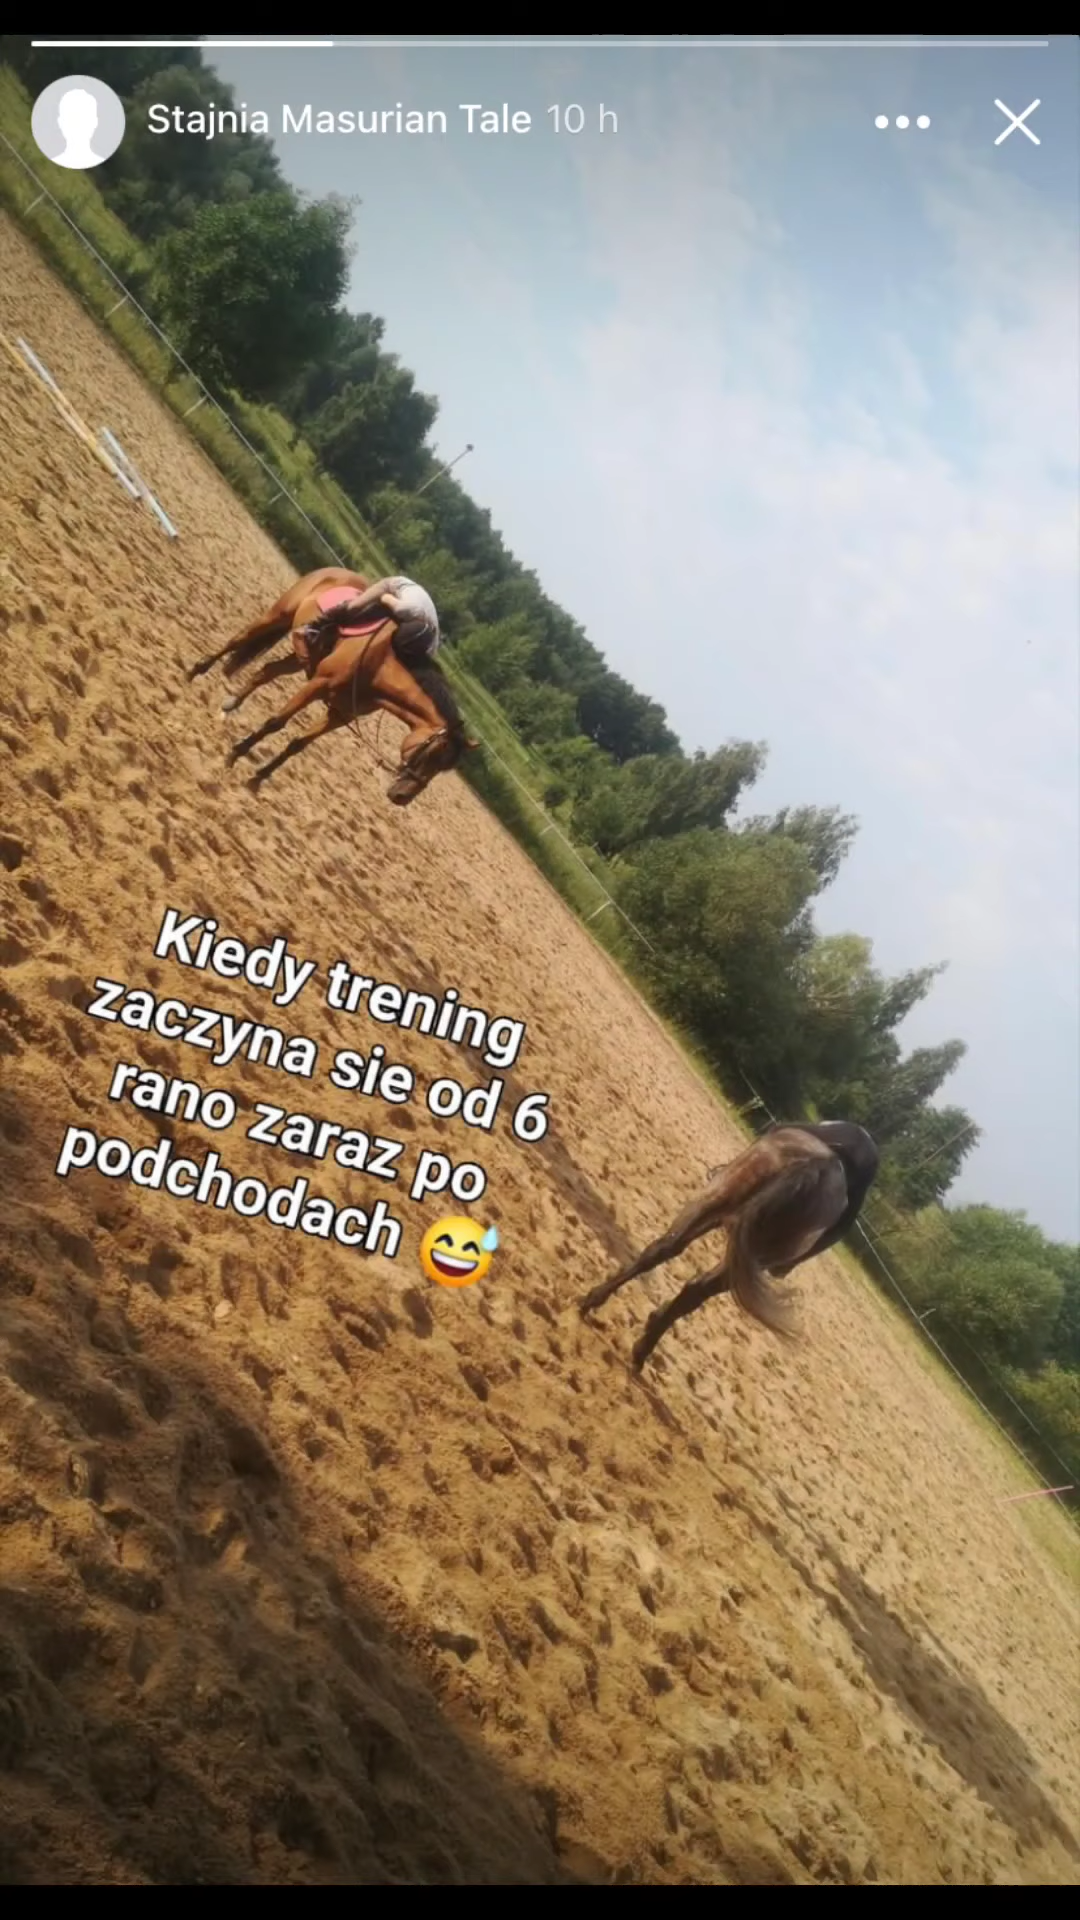 Stajnia Masurian Tale 10 h
Kiedy trening
zaczyna sie od 6
rano zaraz po
podchodach 😅